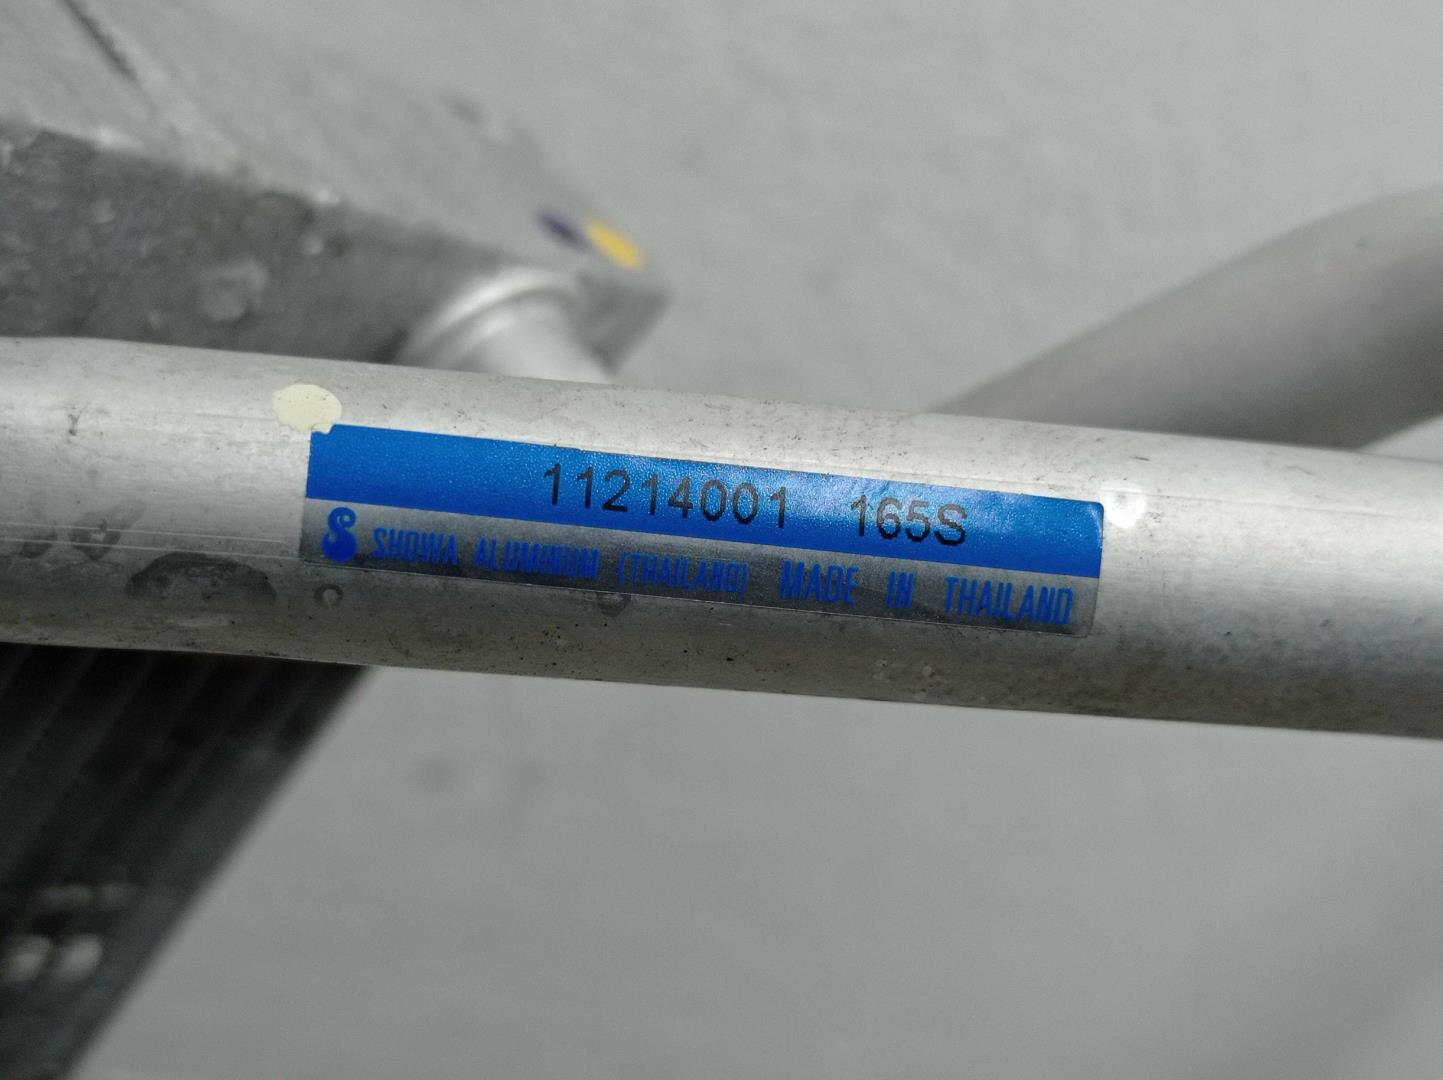 11214001 165S
S SHOWA ALUMINUM (THAILAND) MADE IN THAILAND